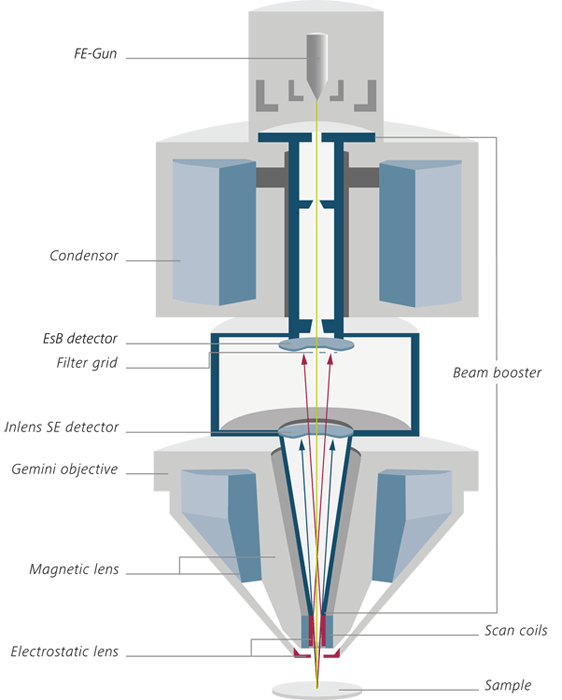 FE-Gun
Condensor
EsB detector
Filter grid
Beam booster
Inlens SE detector
Gemini objective
Magnetic lens
Scan coils
Electrostatic lens
Sample